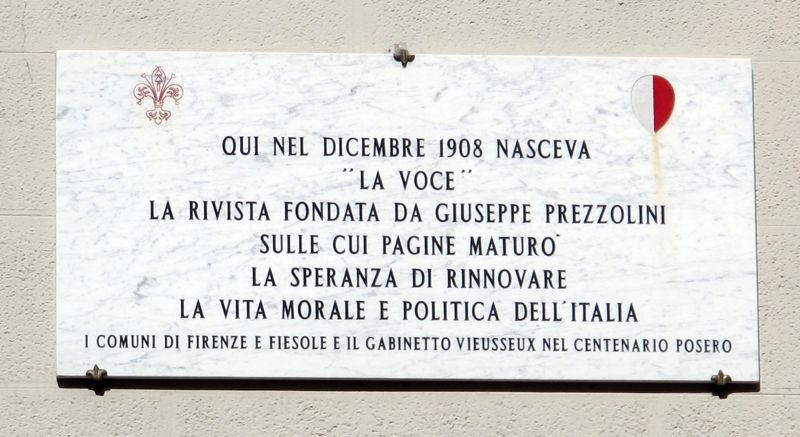 QUI NEL DICEMBRE 1908 NASCEVA
"LA VOCE"
LA RIVISTA FONDATA DA GIUSEPPE PREZZOLINI
SULLE CUI PAGINE MATURO'
LA SPERANZA DI RINNOVARE
LA VITA MORALE E POLITICA DELL'ITALIA
I COMUNI DI FIRENZE E FIESOLE E IL GABINETTO VIEUSSEUX NEL CENTENARIO POSERO